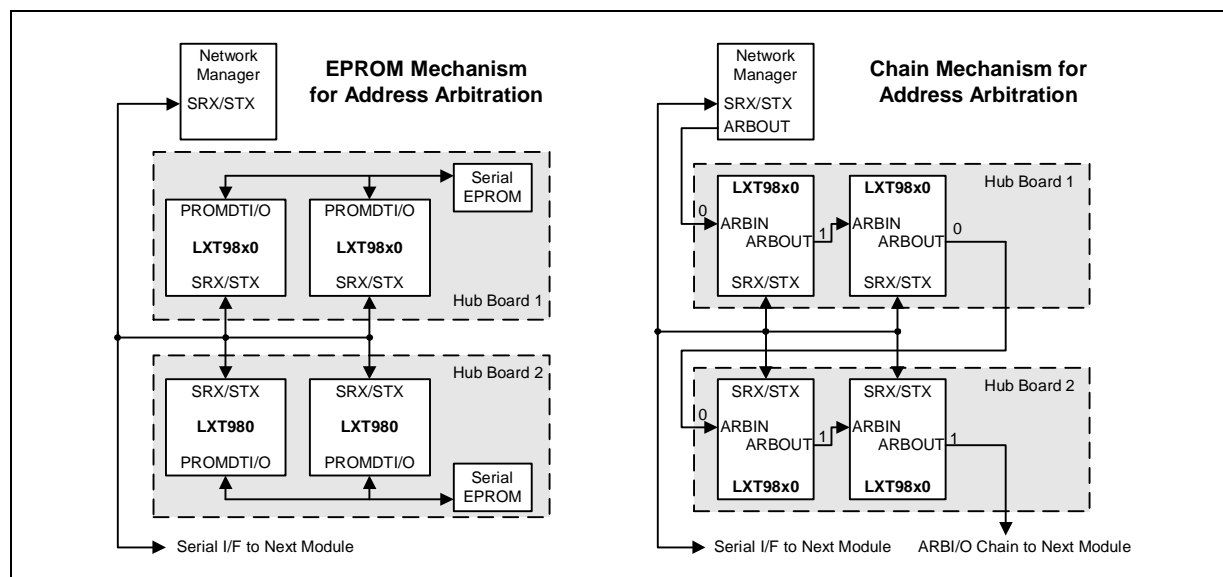 Network
Manager
SRX/STX
EPROM Mechanism
for Address Arbitration
Serial
EPROM
PROMDTI/O
LXT98x0
SRX/STX
PROMDTI/O
LXT98x0
SRX/STX
Hub Board 1
Hub Board 2
SRX/STX
LXT980
PROMDTI/O
SRX/STX
LXT980
PROMDTI/O
Serial
EPROM
Serial I/F to Next Module
Network
Manager
SRX/STX
ARBOUT
Chain Mechanism for
Address Arbitration
Hub Board 1
0
LXT98x0
ARBIN
ARBOUT
SRX/STX
1
LXT98x0
ARBIN
ARBOUT
SRX/STX
0
Hub Board 2
0
SRX/STX
ARBIN
ARBOUT
LXT98x0
1
SRX/STX
ARBIN
ARBOUT
LXT98x0
1
Serial I/F to Next Module
ARBI/O Chain to Next Module